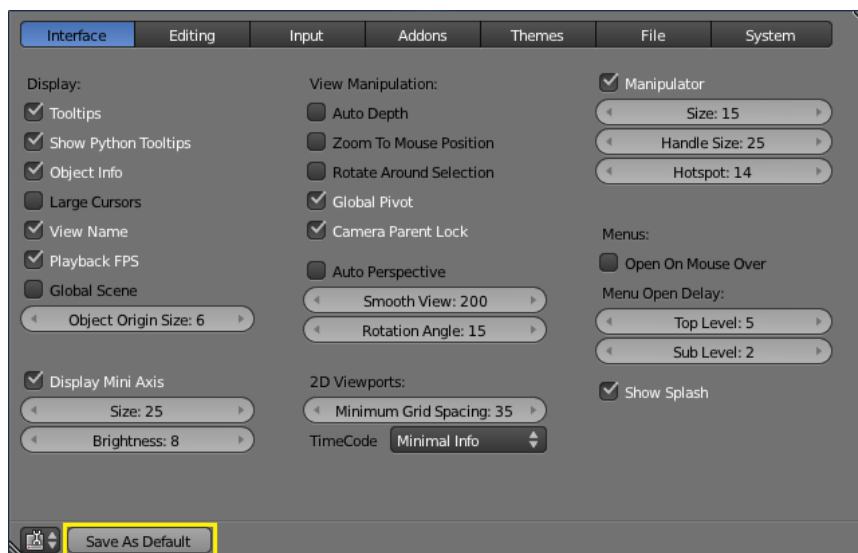 Interface Editing Input Addons Themes File System
Display:
Tooltips
Show Python Tooltips
Object Info
Large Cursors
View Name
Playback FPS
Global Scene
Object Origin Size: 6
Display Mini Axis
Size: 25
Brightness: 8
View Manipulation:
Auto Depth
Zoom To Mouse Position
Rotate Around Selection
Global Pivot
Camera Parent Lock
Auto Perspective
Smooth View: 200
Rotation Angle: 15
2D Viewports:
Minimum Grid Spacing: 35
TimeCode Minimal Info
Manipulator
Size: 15
Handle Size: 25
Hotspot: 14
Menus:
Open On Mouse Over
Menu Open Delay:
Top Level: 5
Sub Level: 2
Show Splash
Save As Default